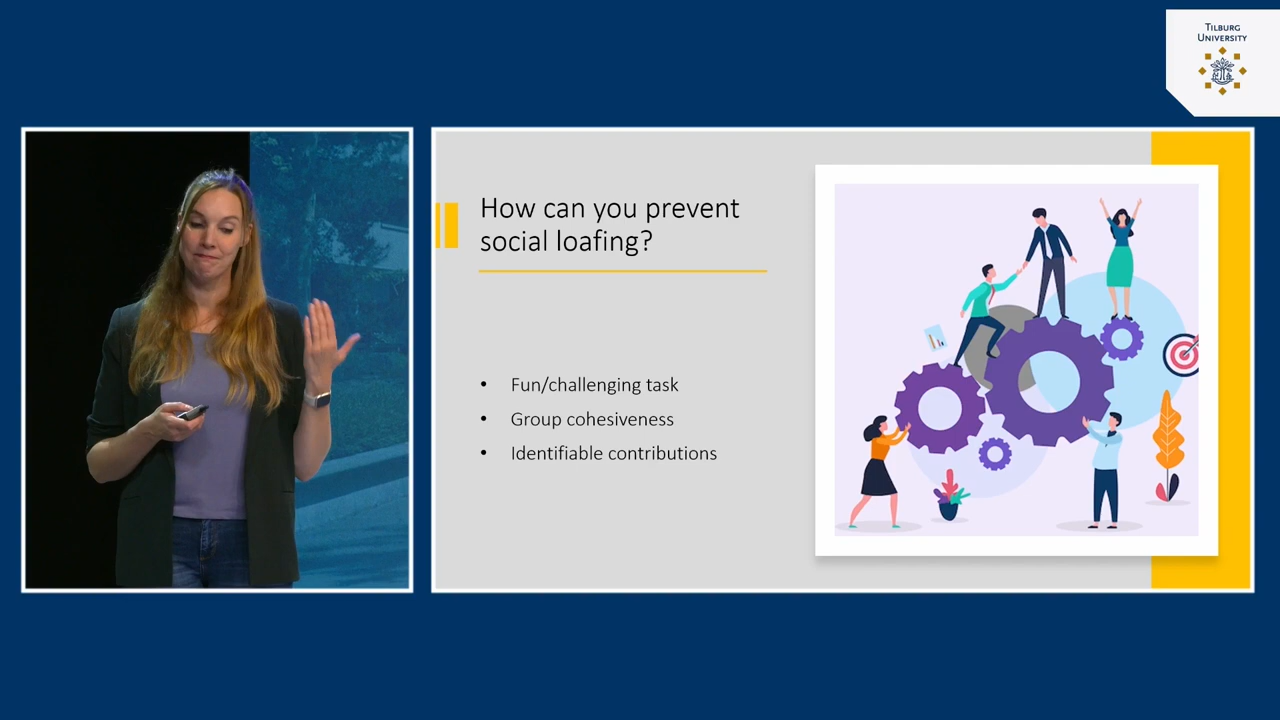 TILBURG
UNIVERSITY
How can you prevent
social loafing?
• Fun/challenging task
• Group cohesiveness
• Identifiable contributions